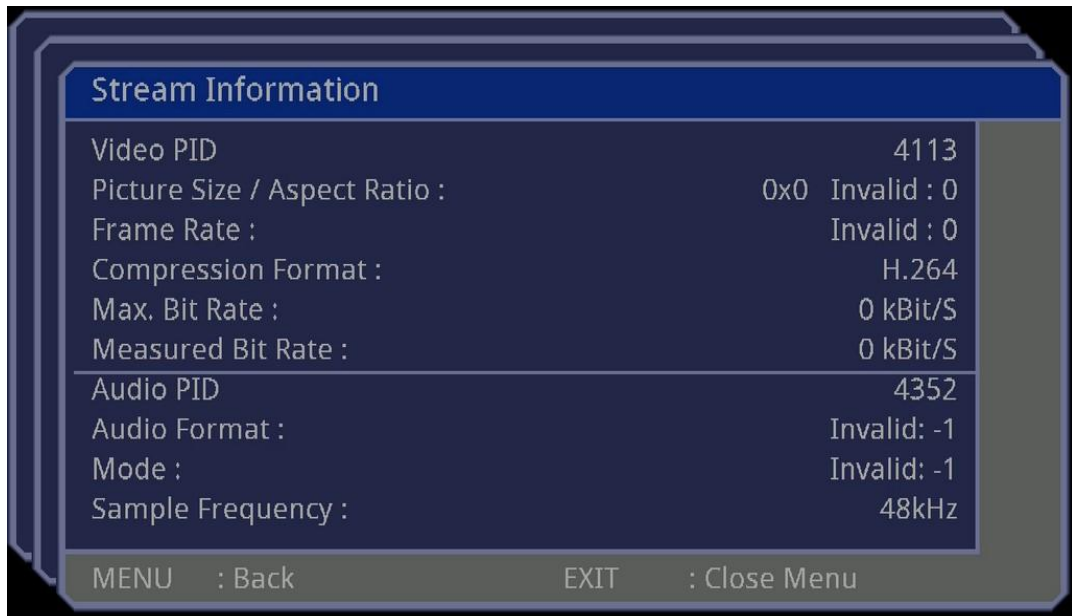 Stream Information
Video PID 4113
Picture Size / Aspect Ratio : 0x0 Invalid : 0
Frame Rate : Invalid : 0
Compression Format : H.264
Max. Bit Rate : 0 kBit/S
Measured Bit Rate : 0 kBit/S
Audio PID 4352
Audio Format : Invalid: -1
Mode : Invalid: -1
Sample Frequency : 48kHz
MENU : Back EXIT : Close Menu